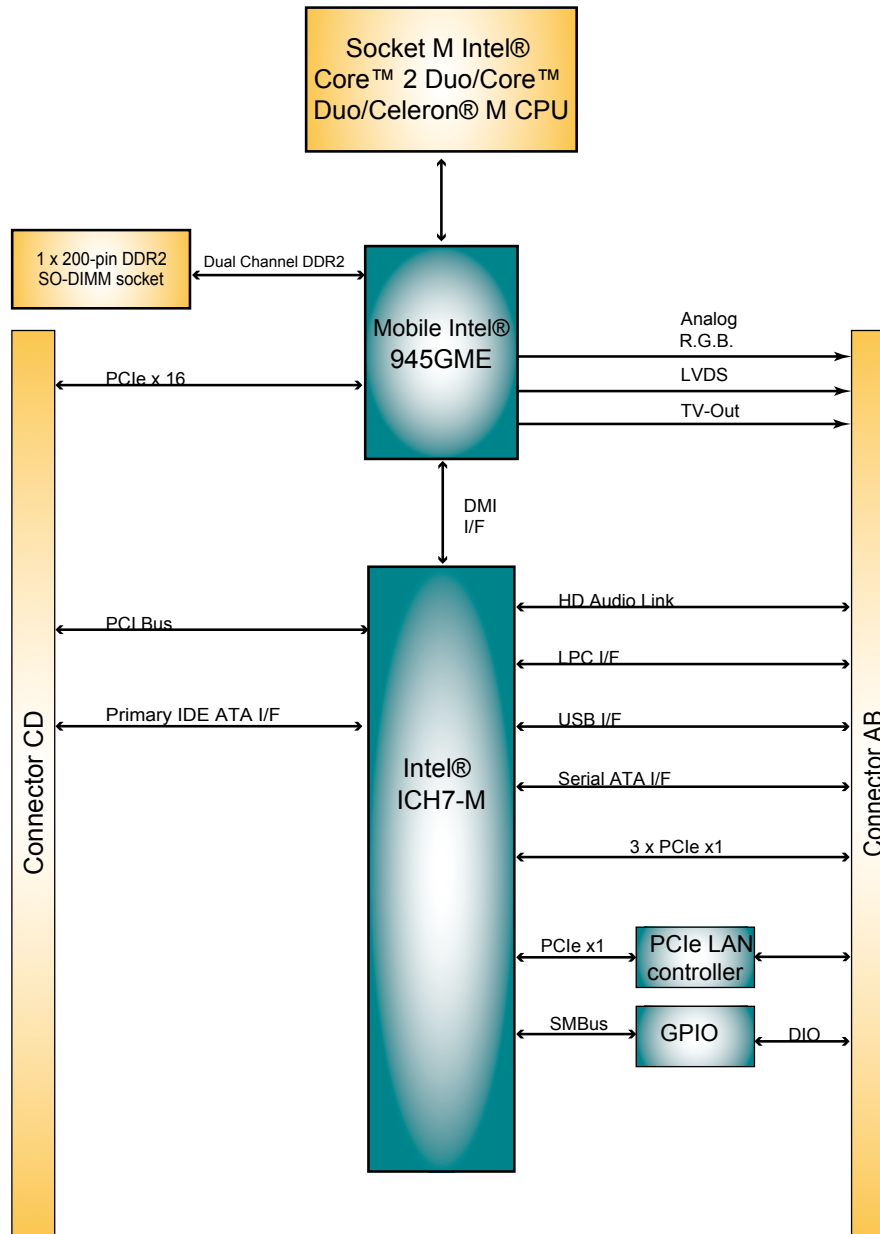 Socket M Intel®
Core™ 2 Duo/Core™
Duo/Celeron® M CPU
1 x 200-pin DDR2
SO-DIMM socket
Dual Channel DDR2
Mobile Intel®
945GME
Analog
R.G.B.
LVDS
TV-Out
PCIe x 16
DMI
I/F
HD Audio Link
PCI Bus
LPC I/F
Primary IDE ATA I/F
USB I/F
Intel®
ICH7-M
Serial ATA I/F
3 x PCIe x1
Connector CD
Connector AB
PCIe x1
PCIe LAN
controller
SMBus
GPIO
DIO